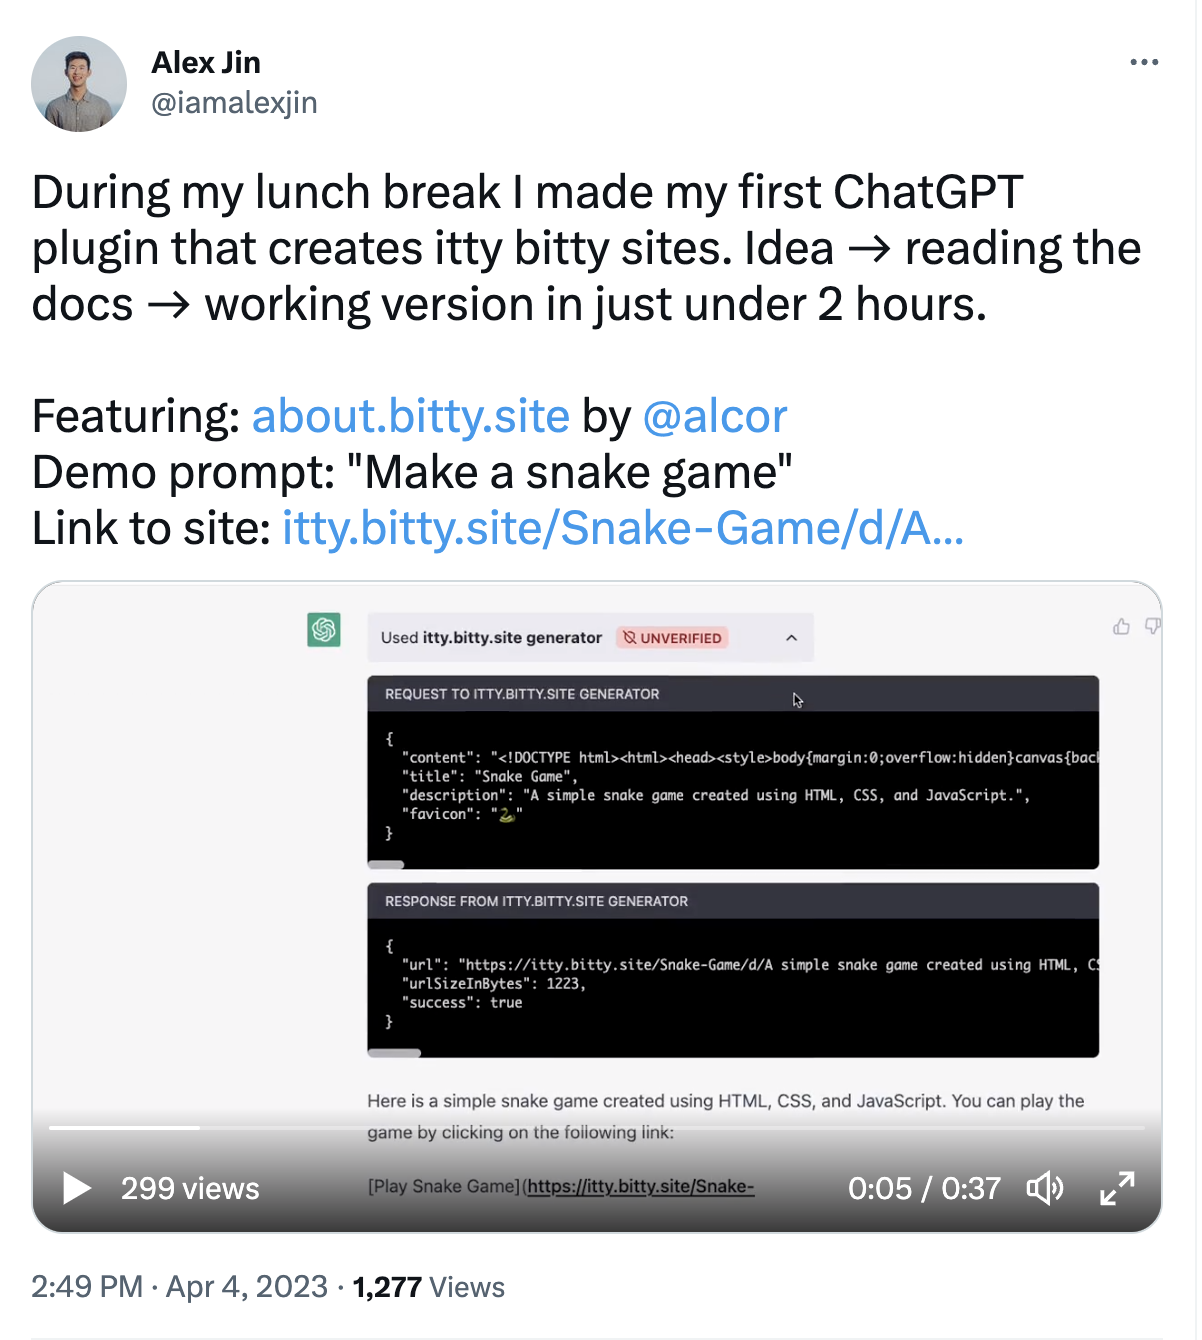 Alex Jin
@iamalexjin
During my lunch break I made my first ChatGPT
plugin that creates itty bitty sites. Idea → reading the
docs → working version in just under 2 hours.
Featuring: about.bitty.site by @alcor
Demo prompt: "Make a snake game"
Link to site: itty.bitty.site/Snake-Game/d/A...
Used itty.bitty.site generator UNVERIFIED
REQUEST TO ITTY.BITTY.SITE GENERATOR
{
"content": "<!DOCTYPE html><html><head><style>body{margin:0;overflow:hidden}canvas{back
"title": "Snake Game",
"description": "A simple snake game created using HTML, CSS, and JavaScript.",
"favicon": "🐍"
}
RESPONSE FROM ITTY.BITTY.SITE GENERATOR
{
"url": "https://itty.bitty.site/Snake-Game/d/A simple snake game created using HTML, CS
"urlSizeInBytes": 1223,
"success": true
}
Here is a simple snake game created using HTML, CSS, and JavaScript. You can play the
game by clicking on the following link:
[Play Snake Game](https://itty.bitty.site/Snake-
299 views 0:05 / 0:37
2:49 PM · Apr 4, 2023 · 1,277 Views